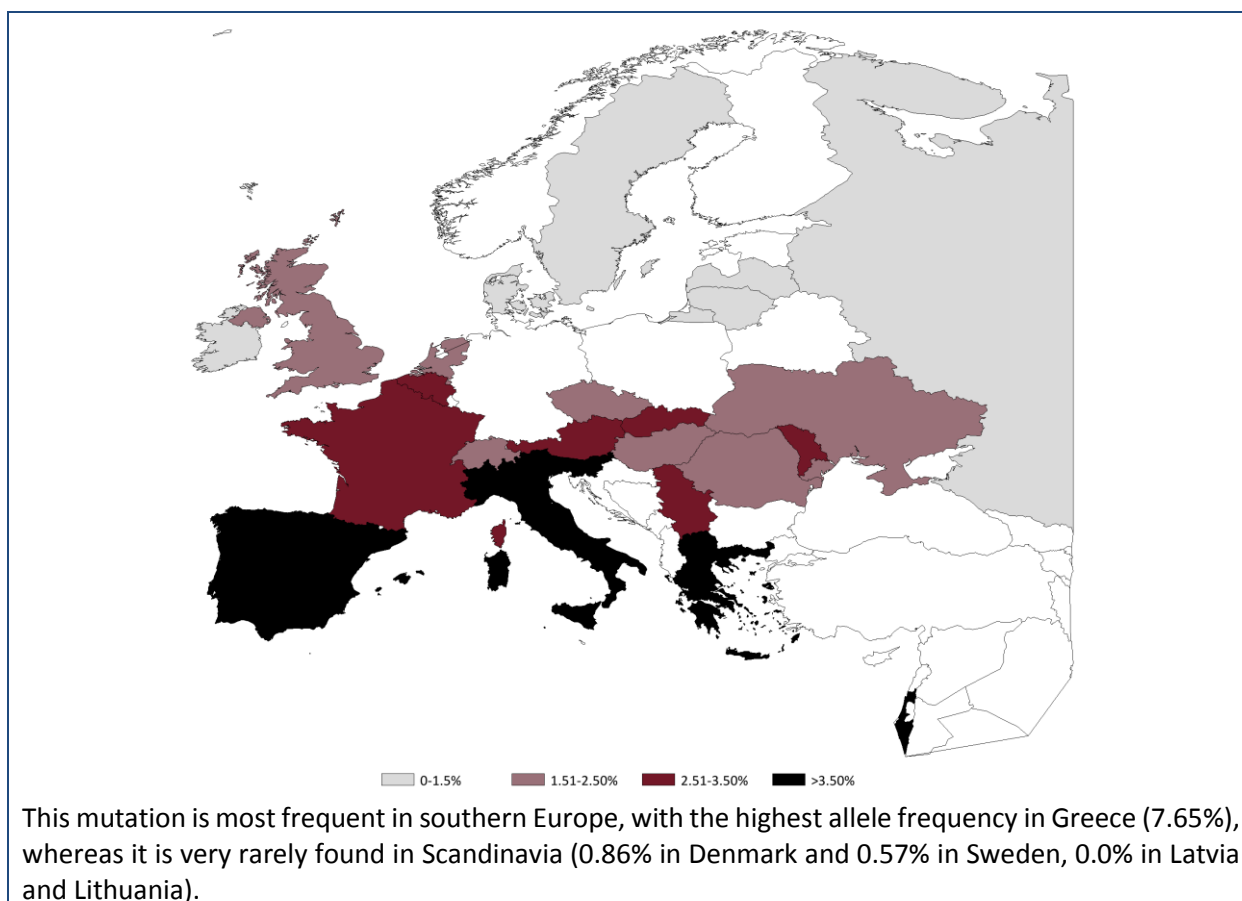 0-1.5% 1.51-2.50% 2.51-3.50% >3.50%
This mutation is most frequent in southern Europe, with the highest allele frequency in Greece (7.65%),
whereas it is very rarely found in Scandinavia (0.86% in Denmark and 0.57% in Sweden, 0.0% in Latvia
and Lithuania).